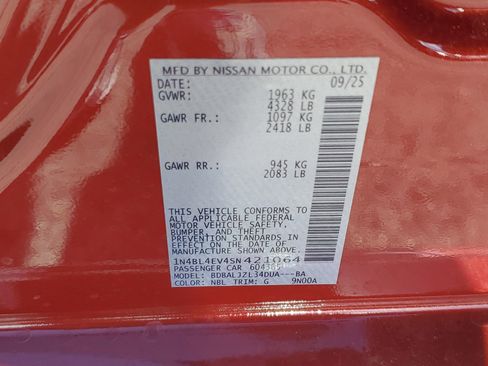 MFD BY NISSAN MOTOR CO., LTD.
DATE: 09/25
GVWR: 1963 KG
4328 LB
GAWR FR.: 1097 KG
2418 LB
GAWR RR.: 945 KG
2083 LB
THIS VEHICLE CONFORMS TO
ALL APPLICABLE FEDERAL
MOTOR VEHICLE SAFETY,
BUMPER, AND THEFT
PREVENTION STANDARDS IN
EFFECT ON THE DATE OF
MANUFACTURE SHOWN ABOVE.
1N4BL4EV4SN421064
PASSENGER CAR
MODEL: BDBALJZL34DUA---BA
COLOR: NBL TRIM: G 9N00A